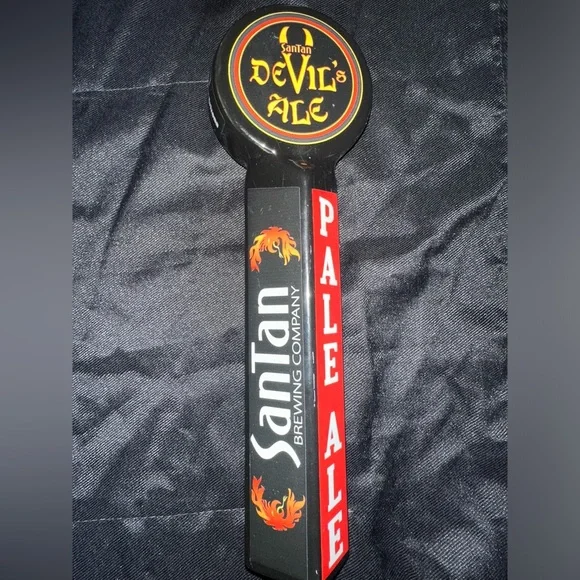 SanTan
DEVIL's
ALE
SanTan
BREWING COMPANY
PALE ALE